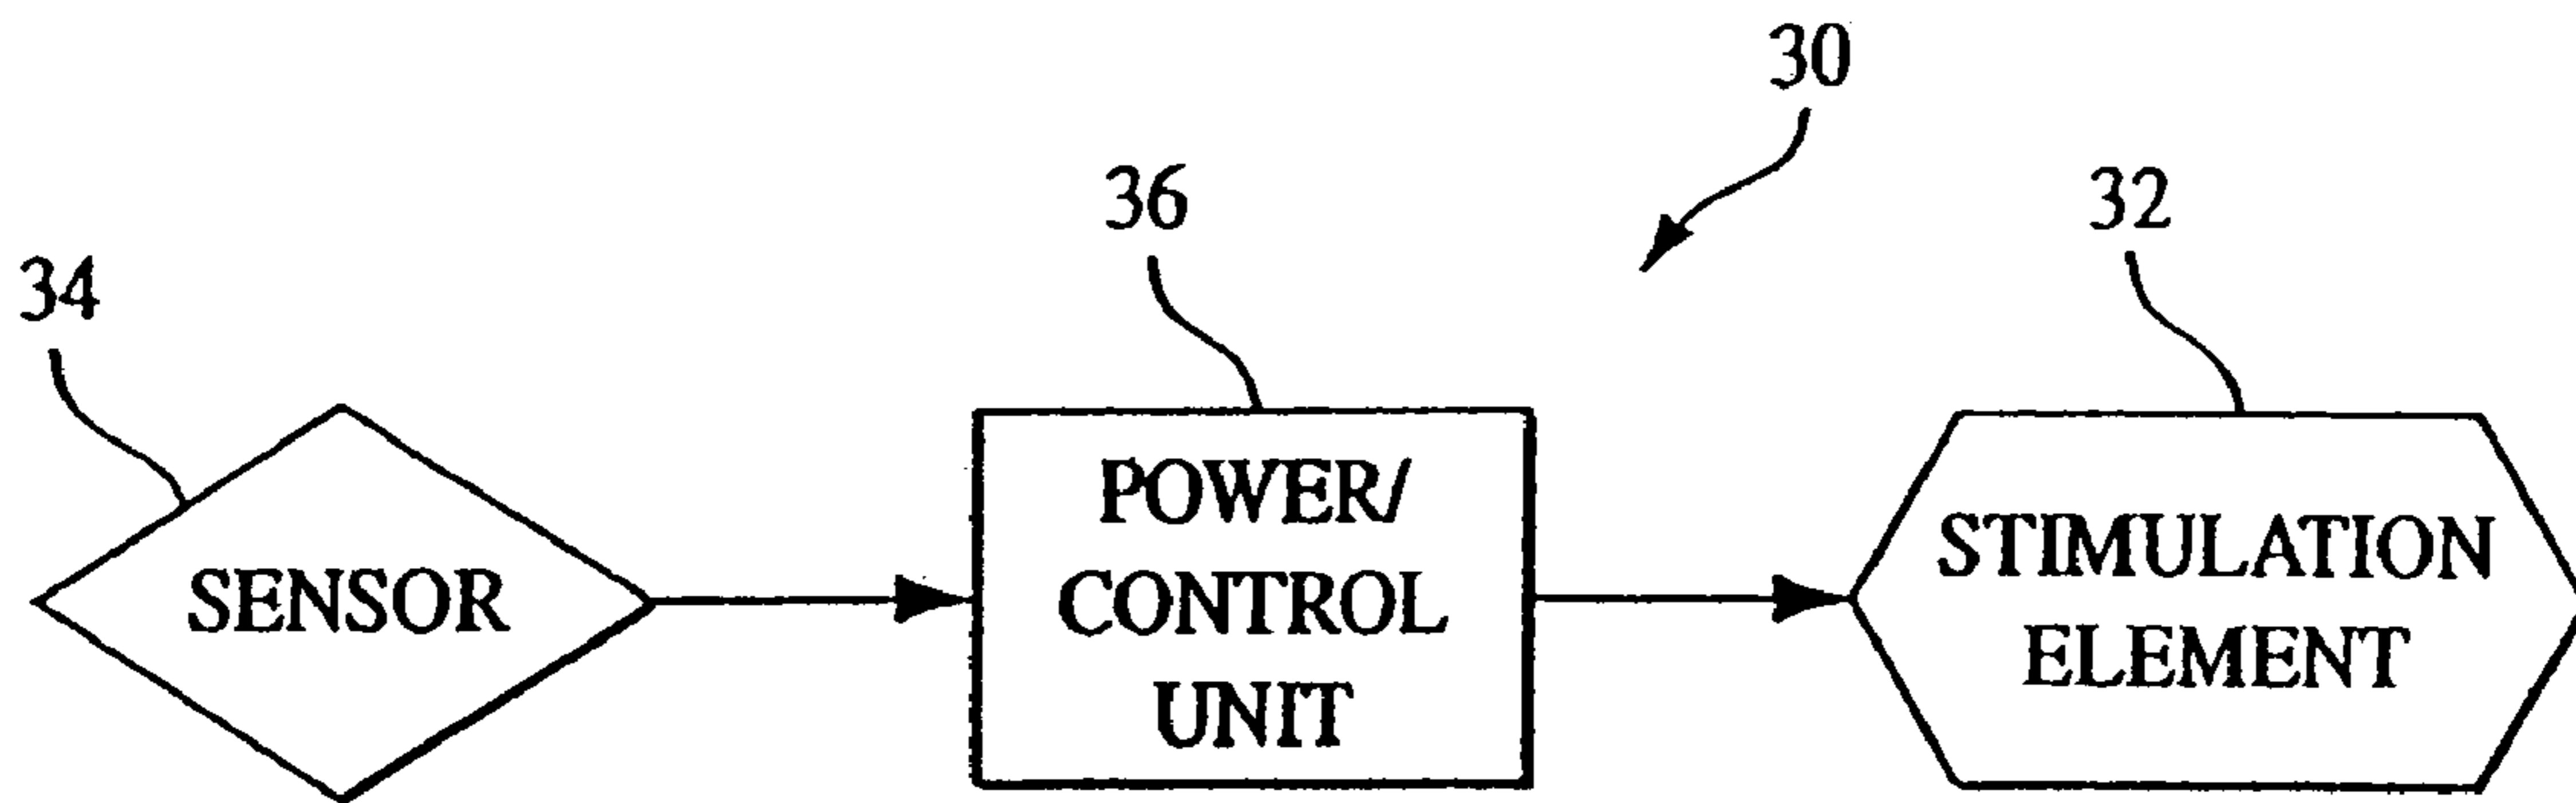 30
36
32
34
SENSOR
POWER/
CONTROL
UNIT
STIMULATION
ELEMENT